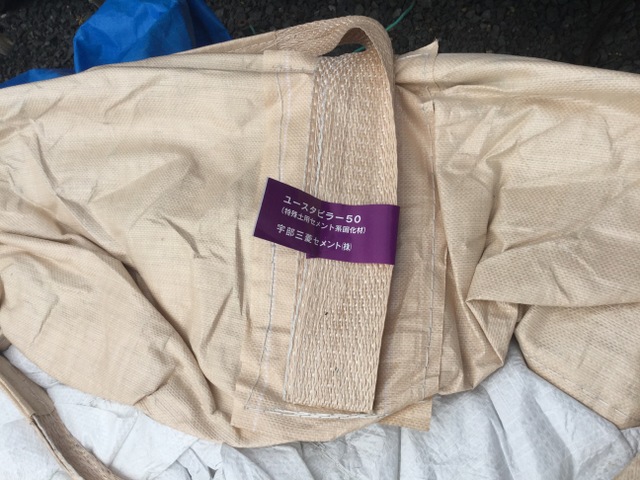 ユースタビラー50
(特殊土用セメント系固化材)
宇部三菱セメント㈱